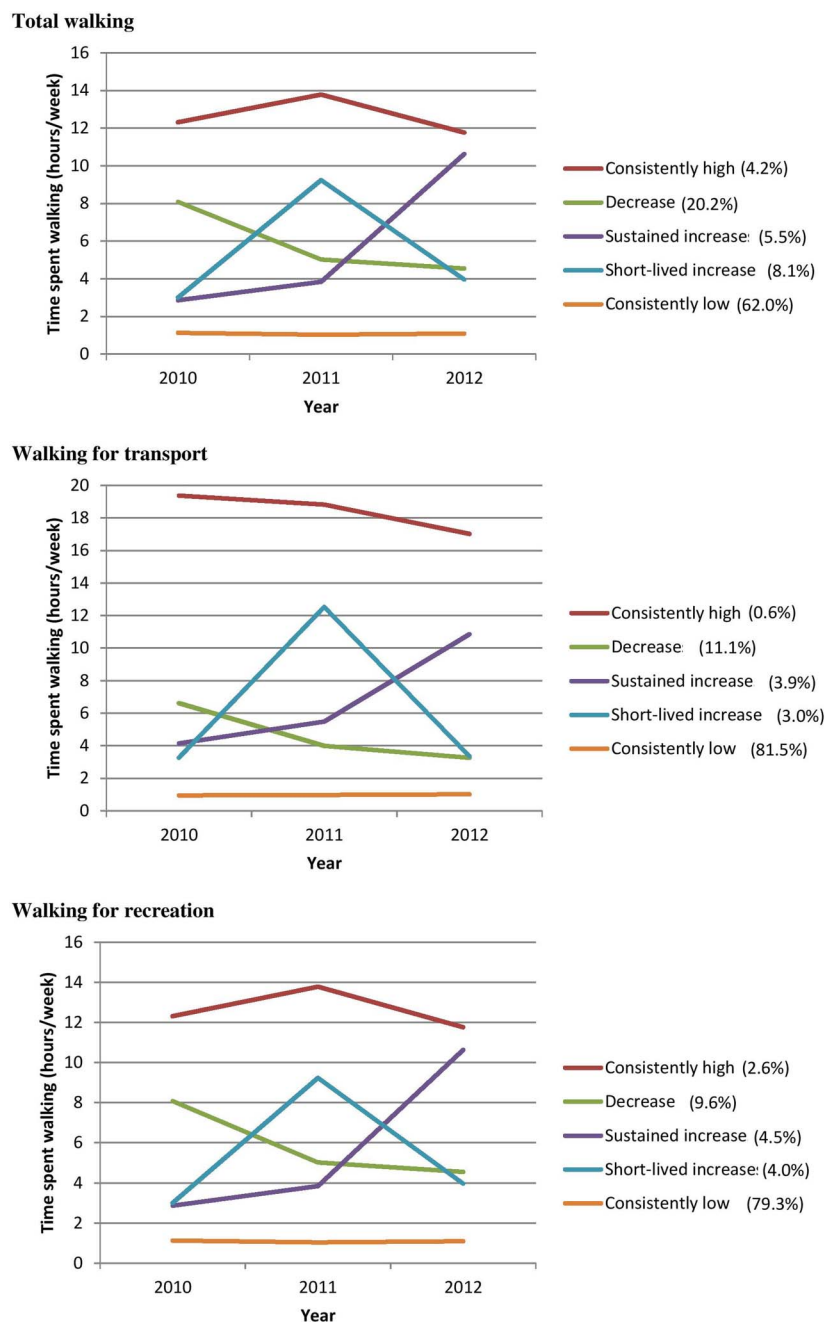 Total walking
Time spent walking (hours/week)
16
14
12
10
8
6
4
2
0
2010 2011 2012
Year
Consistently high (4.2%)
Decrease (20.2%)
Sustained increase (5.5%)
Short-lived increase (8.1%)
Consistently low (62.0%)
Walking for transport
Time spent walking (hours/week)
20
18
16
14
12
10
8
6
4
2
0
2010 2011 2012
Year
Consistently high (0.6%)
Decrease (11.1%)
Sustained increase (3.9%)
Short-lived increase (3.0%)
Consistently low (81.5%)
Walking for recreation
Time spent walking (hours/week)
16
14
12
10
8
6
4
2
0
2010 2011 2012
Year
Consistently high (2.6%)
Decrease (9.6%)
Sustained increase (4.5%)
Short-lived increase (4.0%)
Consistently low (79.3%)